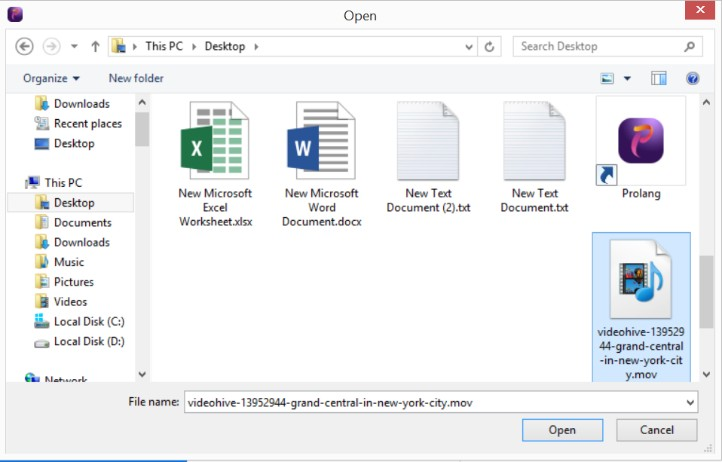 Open
This PC
Desktop
Search Desktop
Organize
New folder
Downloads
Recent places
Desktop
This PC
Desktop
Documents
Downloads
Music
Pictures
Videos
Local Disk (C:)
Local Disk (D:)
Network
New Microsoft
Excel
Worksheet.xlsx
New Microsoft
Word
Document.docx
New Text
Document (2).txt
New Text
Document.txt
Prolang
videohive-13952
944-grand-central
-in-new-york-cit
y.mov
File name:
videohive-13952944-grand-central-in-new-york-city.mov
Open
Cancel